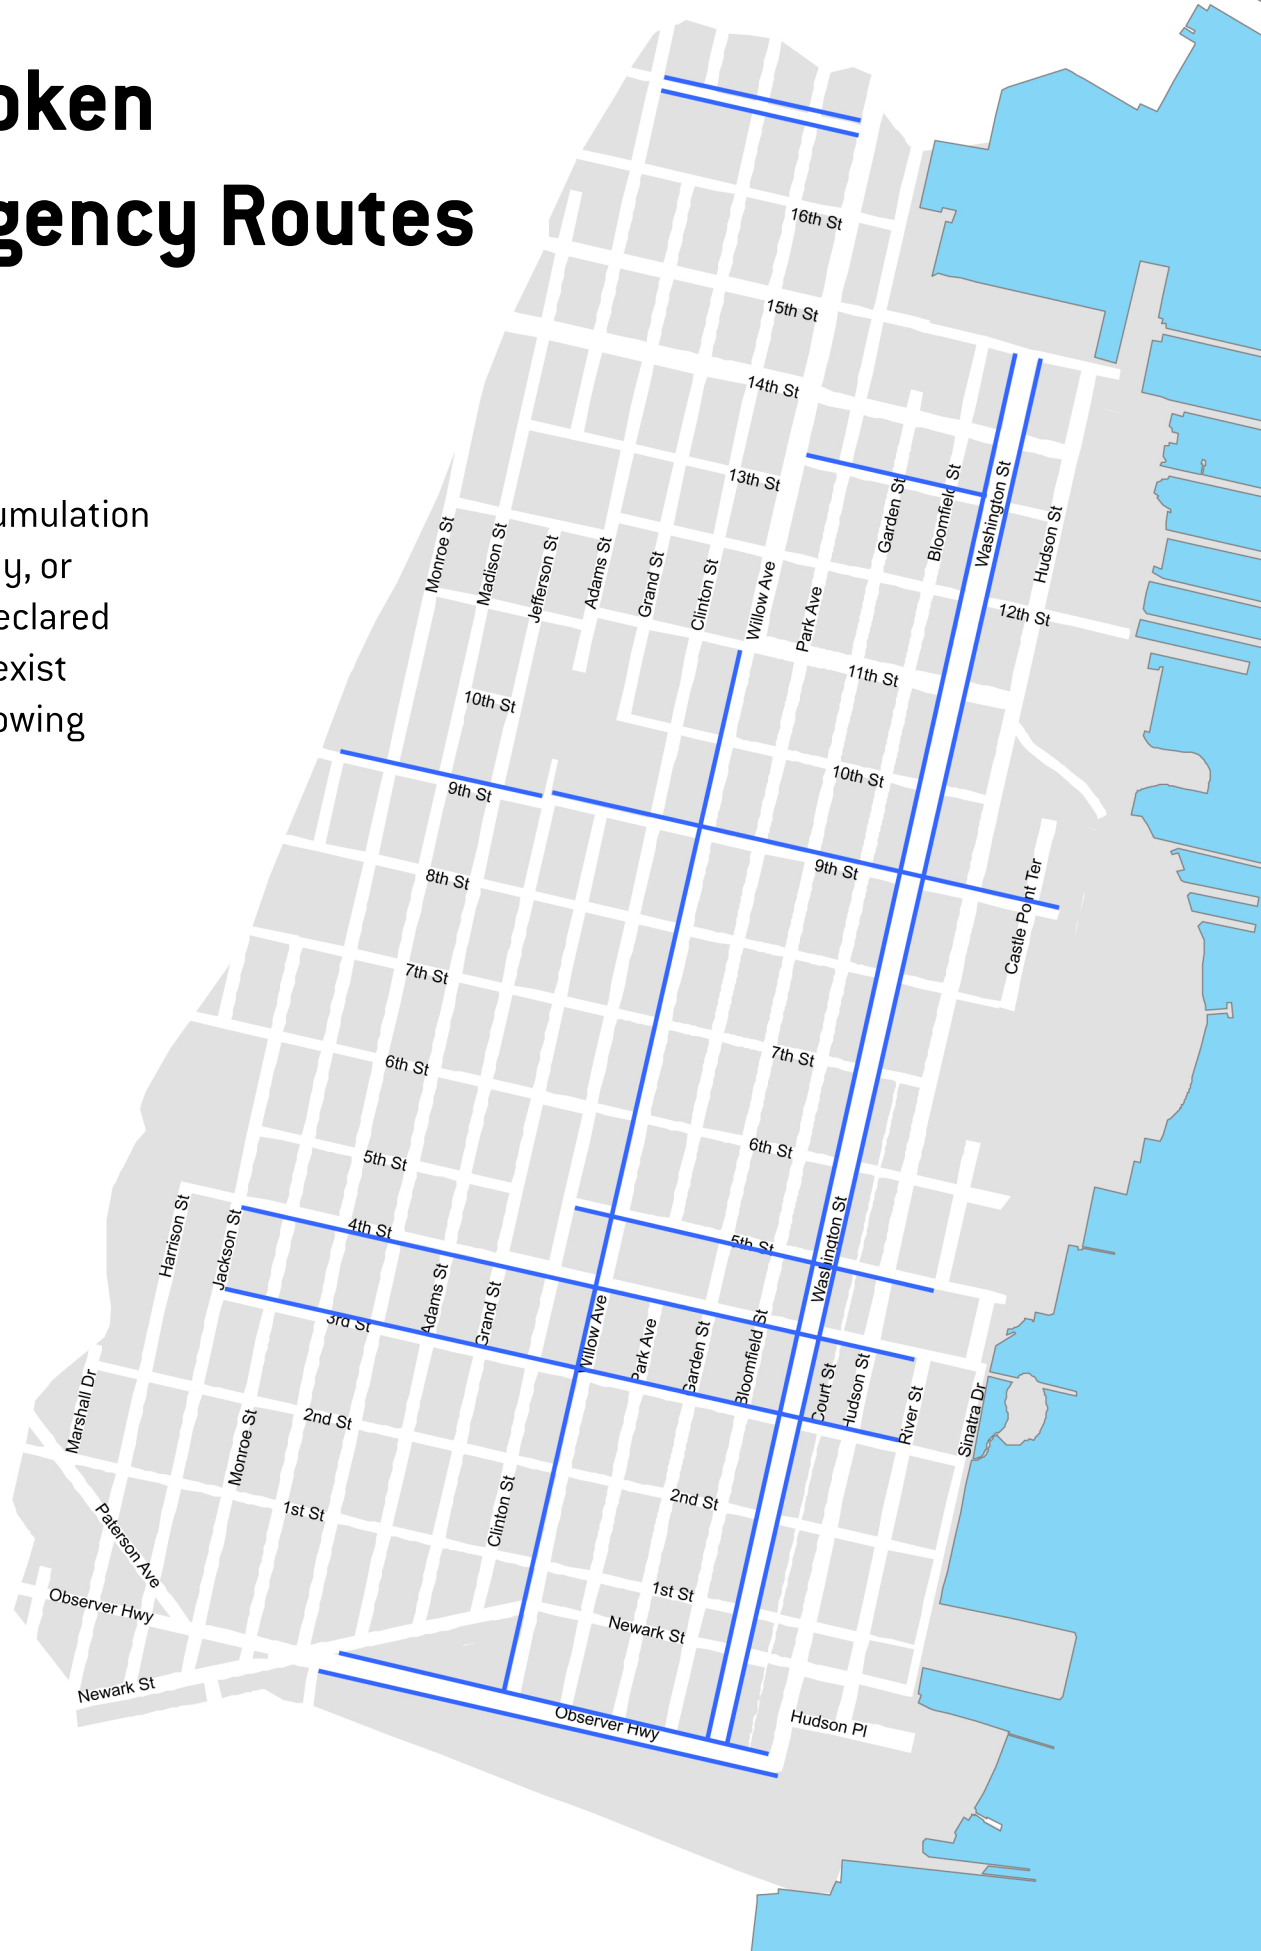 oken
gency Routes
umulation
y, or
eclared
exist
owing
16th St
15th St
14th St
13th St
Garden St
Bloomfield St
Washington St
Hudson St
Monroe St
Madison St
Jefferson St
Adams St
Grand St
Clinton St
Willow Ave
Park Ave
12th St
11th St
10th St
10th St
9th St
9th St
8th St
Castle Point Ter
7th St
7th St
6th St
6th St
5th St
Harrison St
Jackson St
4th St
5th St
Washington St
Adams St
Grand St
3rd St
Willow Ave
Park Ave
Garden St
Bloomfield St
Court St
Hudson St
River St
Sinatra Dr
Marshall Dr
Monroe St
2nd St
Clinton St
2nd St
1st St
Paterson Ave
1st St
Observer Hwy
Newark St
Newark St
Observer Hwy
Hudson Pl